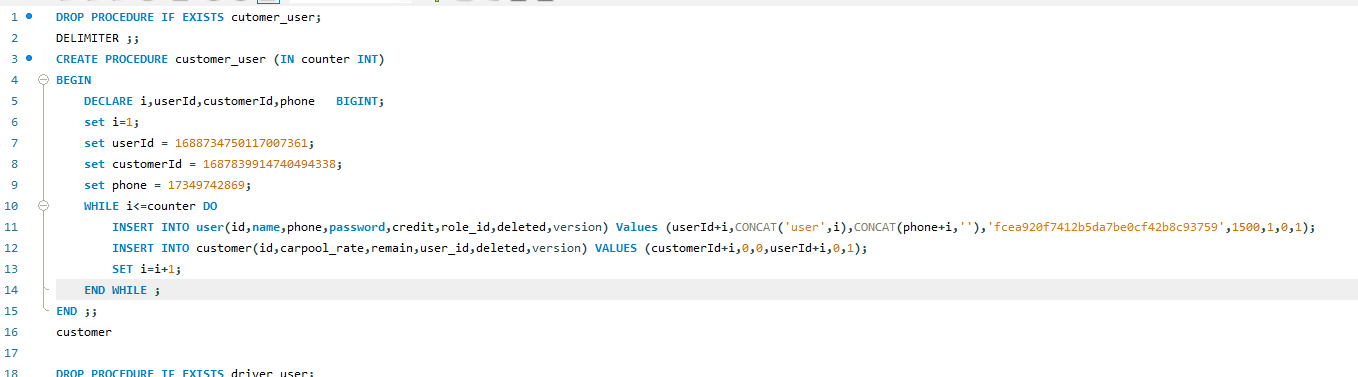 1 DROP PROCEDURE IF EXISTS cutomer_user;
2 DELIMITER ;;
3 CREATE PROCEDURE customer_user (IN counter INT)
4 BEGIN
5 DECLARE i,userId,customerId,phone   BIGINT;
6 set i=1;
7 set userId = 1688734750117007361;
8 set customerId = 1687839914740494338;
9 set phone = 17349742869;
10 WHILE i<=counter DO
11 INSERT INTO user(id,name,phone,password,credit,role_id,deleted,version) Values (userId+i,CONCAT('user',i),CONCAT(phone+i,''),'fcea920f7412b5da7be0cf42b8c93759',1500,1,0,1);
12 INSERT INTO customer(id,carpool_rate,remain,user_id,deleted,version) VALUES (customerId+i,0,0,userId+i,0,1);
13 SET i=i+1;
14 END WHILE ;
15 END ;;
16 customer
17
18 DROP PROCEDURE IF EXISTS driver_user;